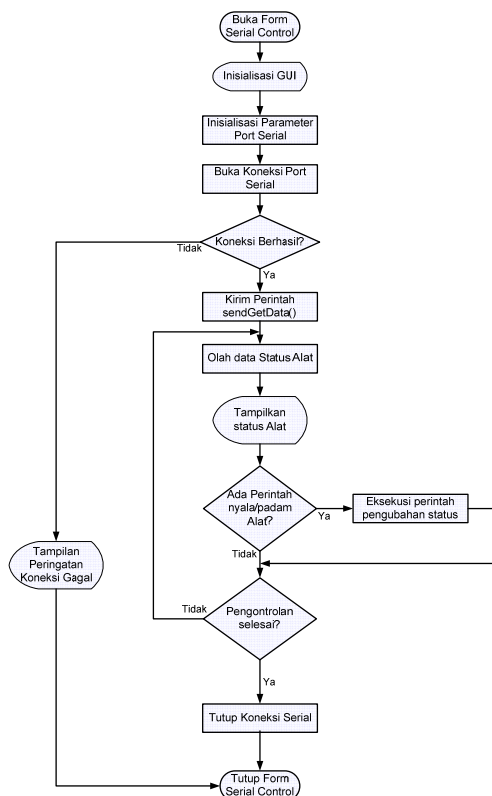 Buka Form
Serial Control
Inisialisasi GUI
Inisialisasi Parameter
Port Serial
Buka Koneksi Port
Serial
Koneksi Berhasil?
Tidak
Ya
Kirim Perintah
sendGetData()
Olah data Status Alat
Tampilkan
status Alat
Ada Perintah
nyala/padam
Alat?
Ya
Eksekusi perintah
pengubahan status
Tidak
Tampilan
Peringatan
Koneksi Gagal
Tidak
Pengontrolan
selesai?
Ya
Tutup Koneksi Serial
Tutup Form
Serial Control